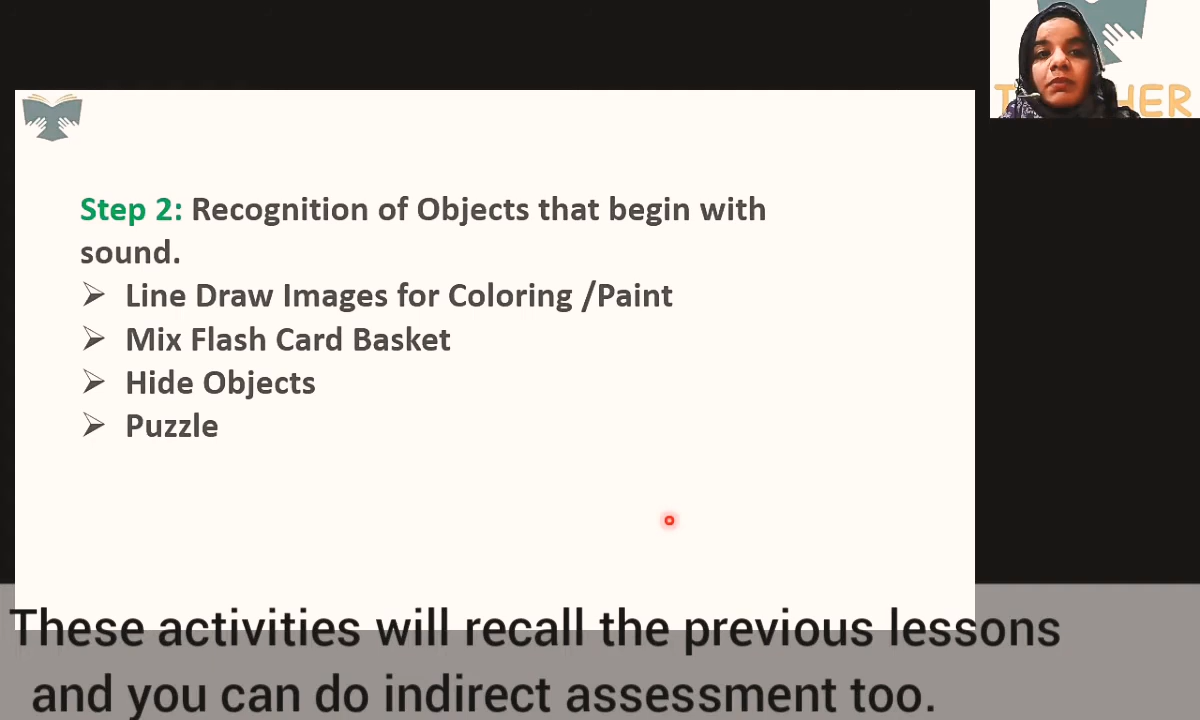 Step 2: Recognition of Objects that begin with
sound.
➢ Line Draw Images for Coloring /Paint
➢ Mix Flash Card Basket
➢ Hide Objects
➢ Puzzle
These activities will recall the previous lessons
and you can do indirect assessment too.